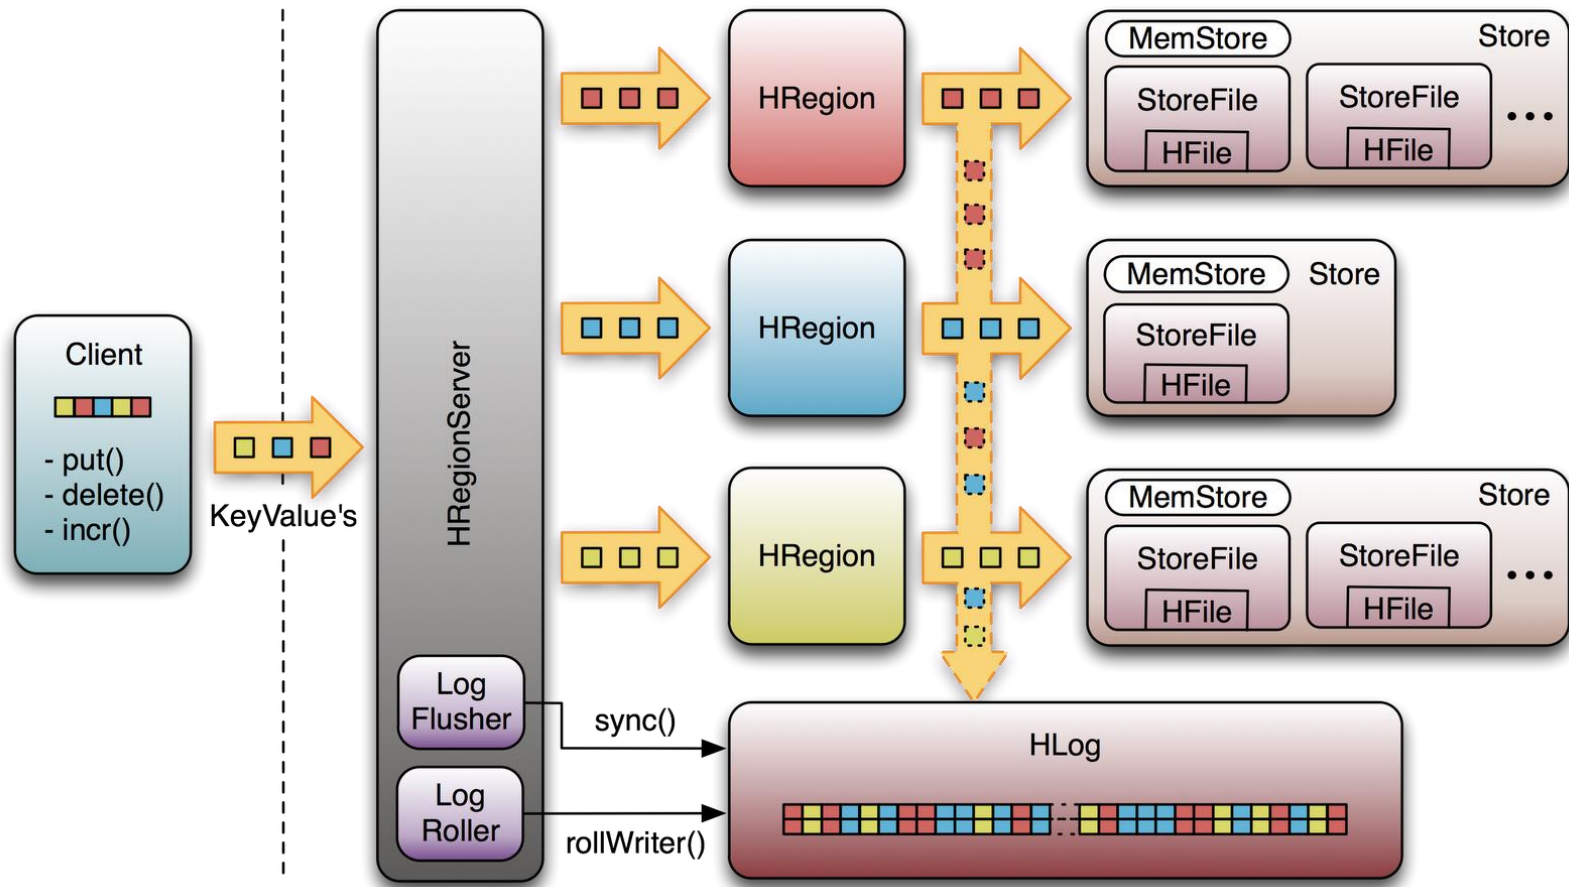 Client
- put()
- delete()
- incr()
KeyValue's
HRegionServer
Log
Flusher
Log
Roller
sync()
rollWriter()
HRegion
MemStore
Store
StoreFile
HFile
StoreFile
HFile
...
HRegion
MemStore
Store
StoreFile
HFile
HRegion
MemStore
Store
StoreFile
HFile
StoreFile
HFile
...
HLog